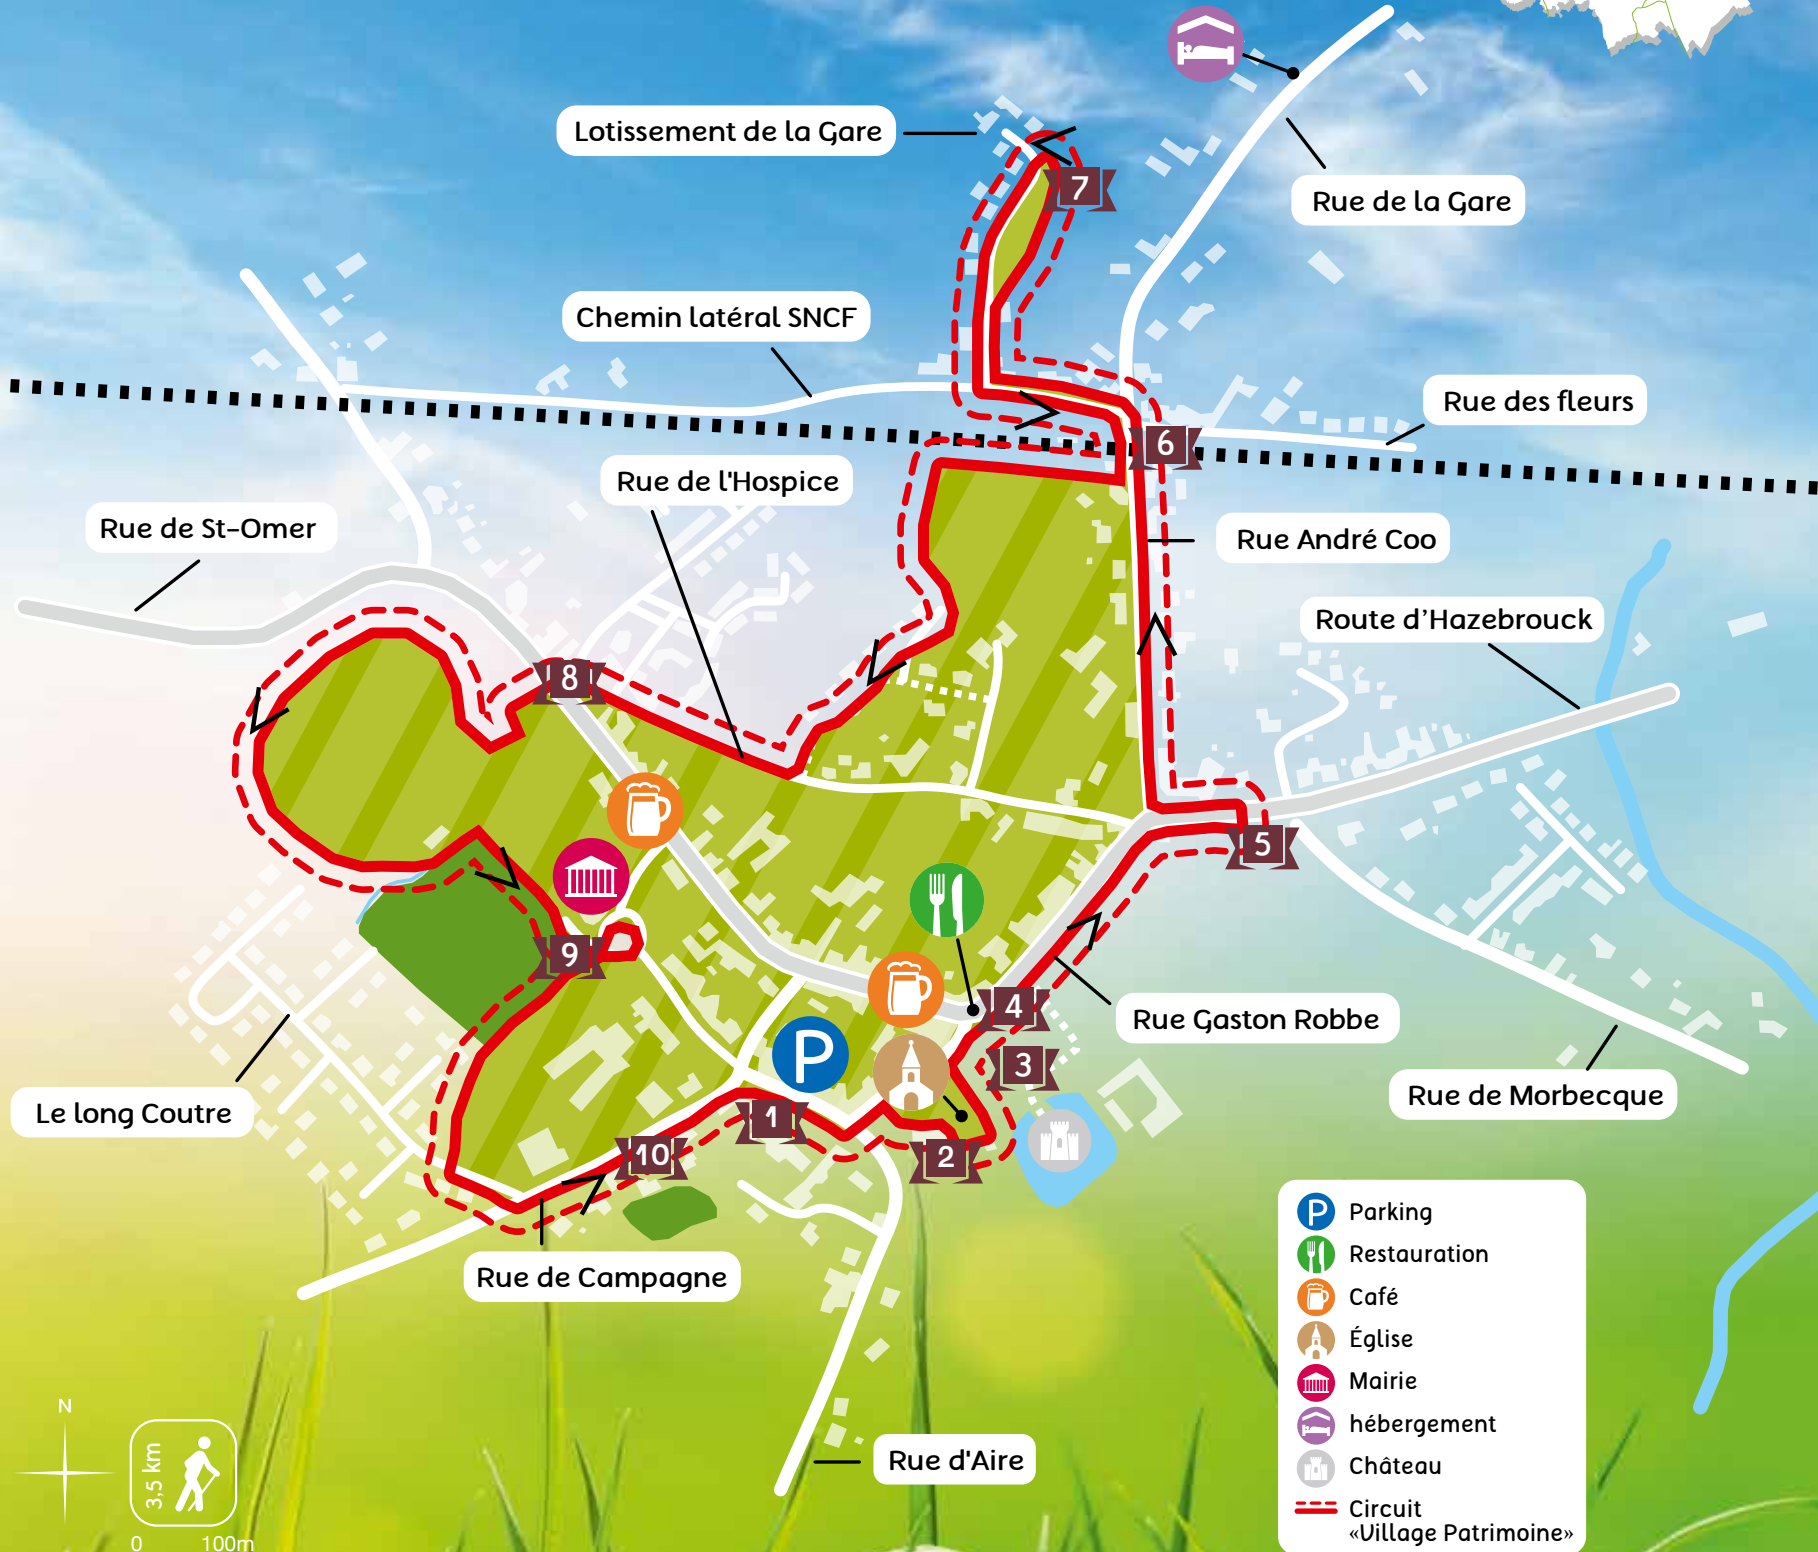 Lotissement de la Gare
7
Rue de la Gare
Chemin latéral SNCF
Rue des fleurs
6
Rue de l'Hospice
Rue de St-Omer
Rue André Coo
Route d’Hazebrouck
8
5
9
4
Rue Gaston Robbe
3
P
Le long Coutre
Rue de Morbecque
1
10
2
Rue de Campagne
Rue d'Aire
P Parking
Restauration
Café
Église
Mairie
hébergement
Château
Circuit
«Village Patrimoine»
N
3,5 km
0 100m